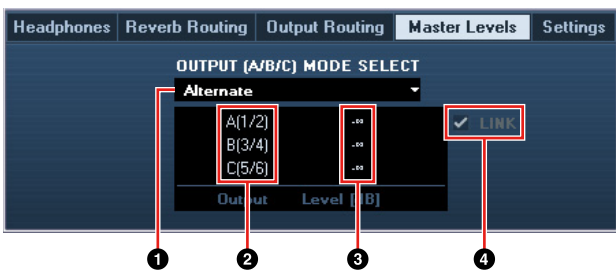 Headphones Reverb Routing Output Routing Master Levels Settings
OUTPUT (A/B/C) MODE SELECT
Alternate
A(1/2) -∞ LINK
B(3/4) -∞
C(5/6) -∞
Output Level [dB]
1 2 3 4